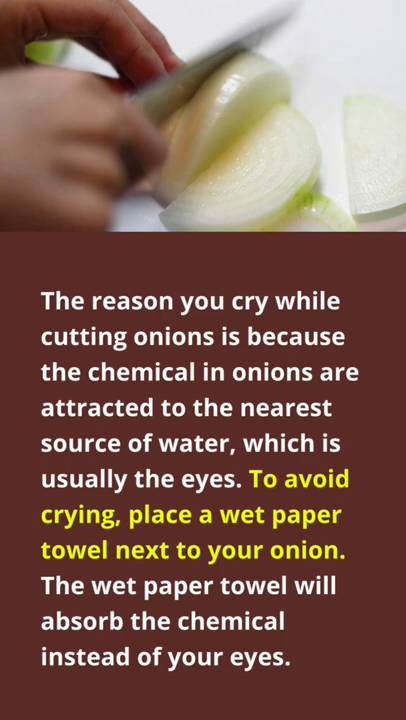 The reason you cry while
cutting onions is because
the chemical in onions are
attracted to the nearest
source of water, which is
usually the eyes. To avoid
crying, place a wet paper
towel next to your onion.
The wet paper towel will
absorb the chemical
instead of your eyes.